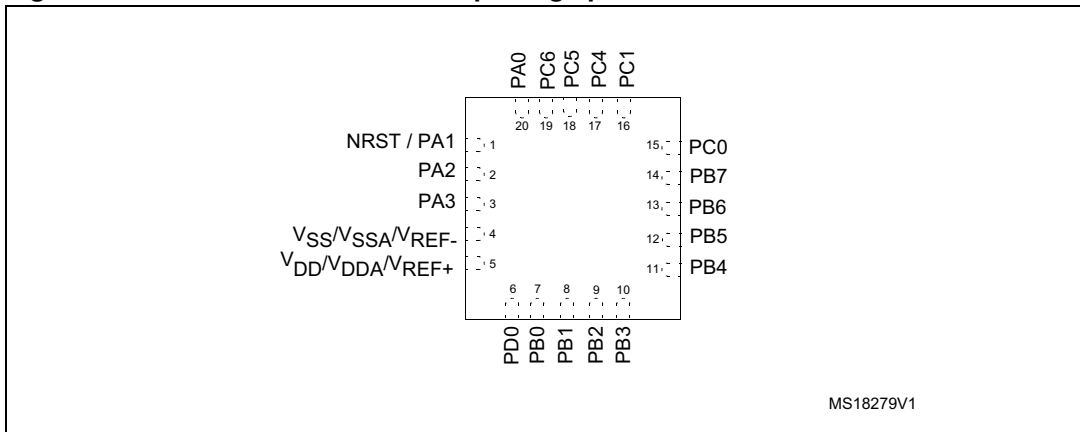 PA0
PC6
PC5
PC4
PC1
20
19
18
17
16
NRST / PA1
1
PA2
2
PA3
3
VSS/VSSA/VREF-
4
VDD/VDDA/VREF+
5
15
PC0
14
PB7
13
PB6
12
PB5
11
PB4
6
7
8
9
10
PD0
PB0
PB1
PB2
PB3
MS18279V1